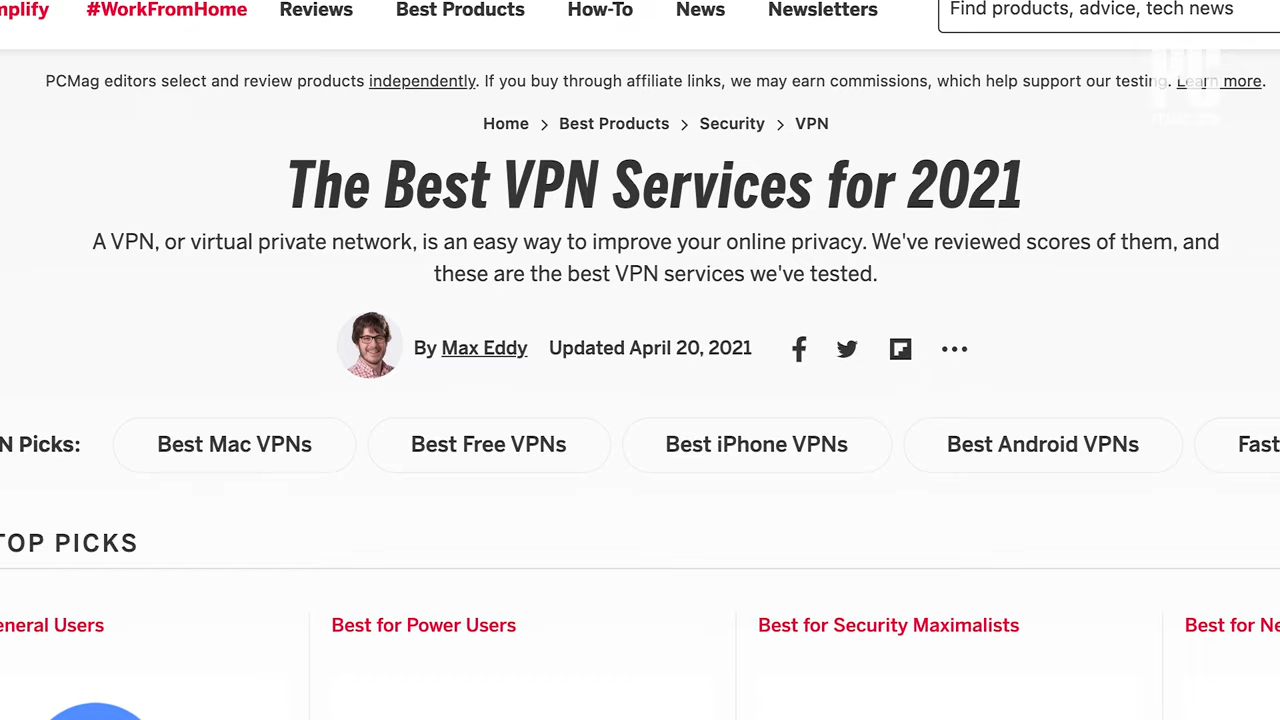 mplify #WorkFromHome Reviews Best Products How-To News Newsletters Find products, advice, tech news
PCMag editors select and review products independently. If you buy through affiliate links, we may earn commissions, which help support our testing. Learn more.
Home > Best Products > Security > VPN
The Best VPN Services for 2021
A VPN, or virtual private network, is an easy way to improve your online privacy. We've reviewed scores of them, and
these are the best VPN services we've tested.
By Max Eddy Updated April 20, 2021
N Picks: Best Mac VPNs Best Free VPNs Best iPhone VPNs Best Android VPNs Fast
TOP PICKS
eneral Users Best for Power Users Best for Security Maximalists Best for Ne